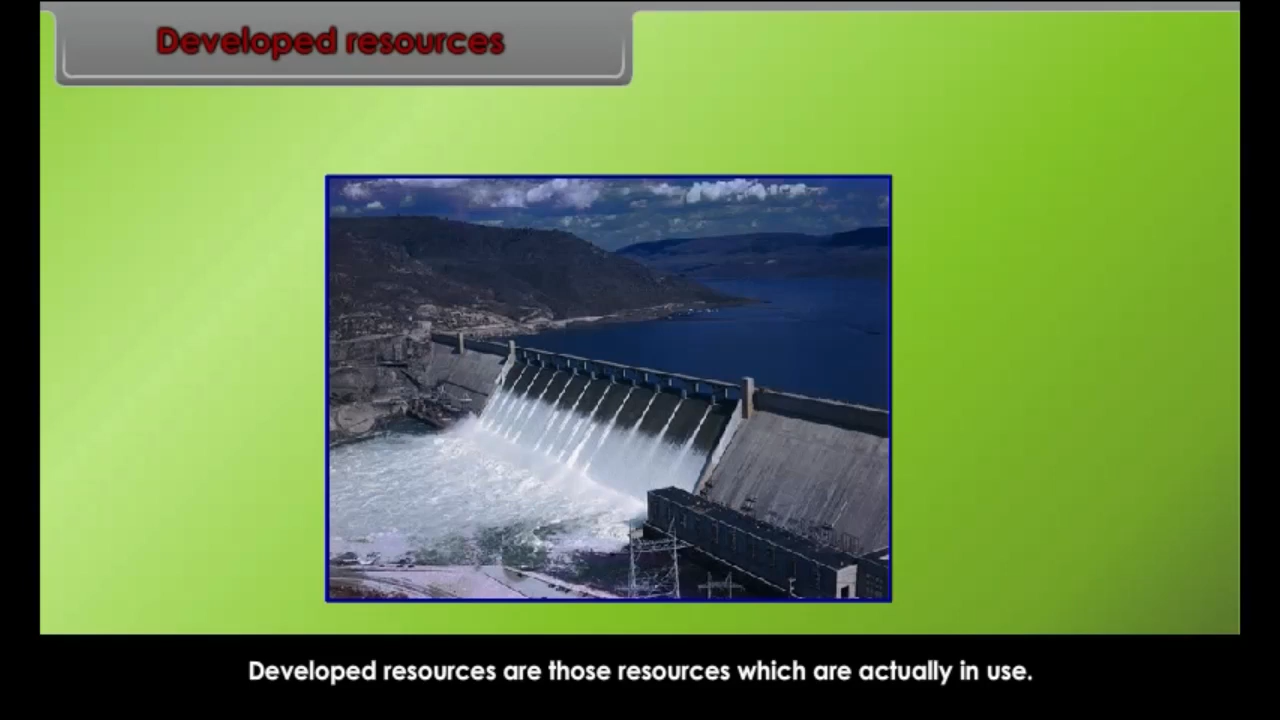 Developed resources
Developed resources are those resources which are actually in use.